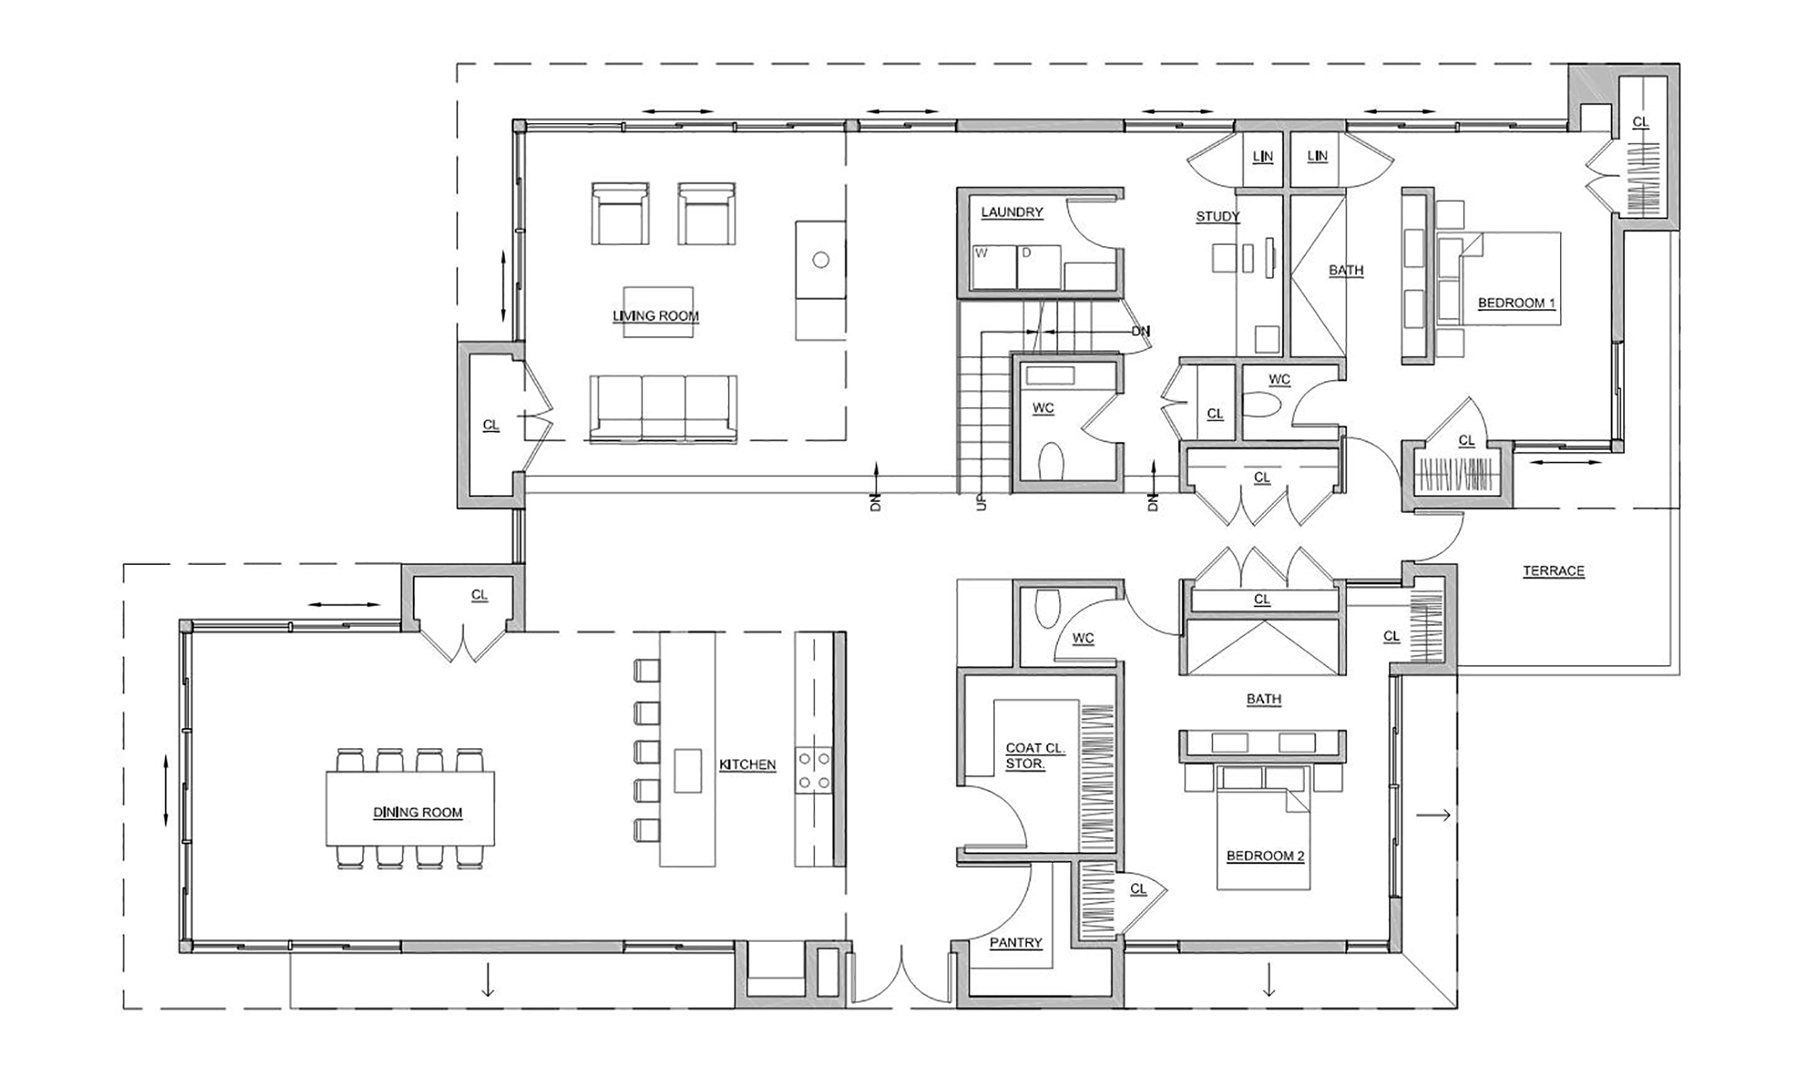 CL
LIN
LIN
LAUNDRY
STUDY
W
D
BATH
BEDROOM 1
LIVING ROOM
DN
WC
WC
CL
CL
CL
CL
DN
UP
DN
TERRACE
CL
CL
WC
CL
BATH
COAT CL.
STOR.
KITCHEN
DINING ROOM
BEDROOM 2
CL
PANTRY
CL